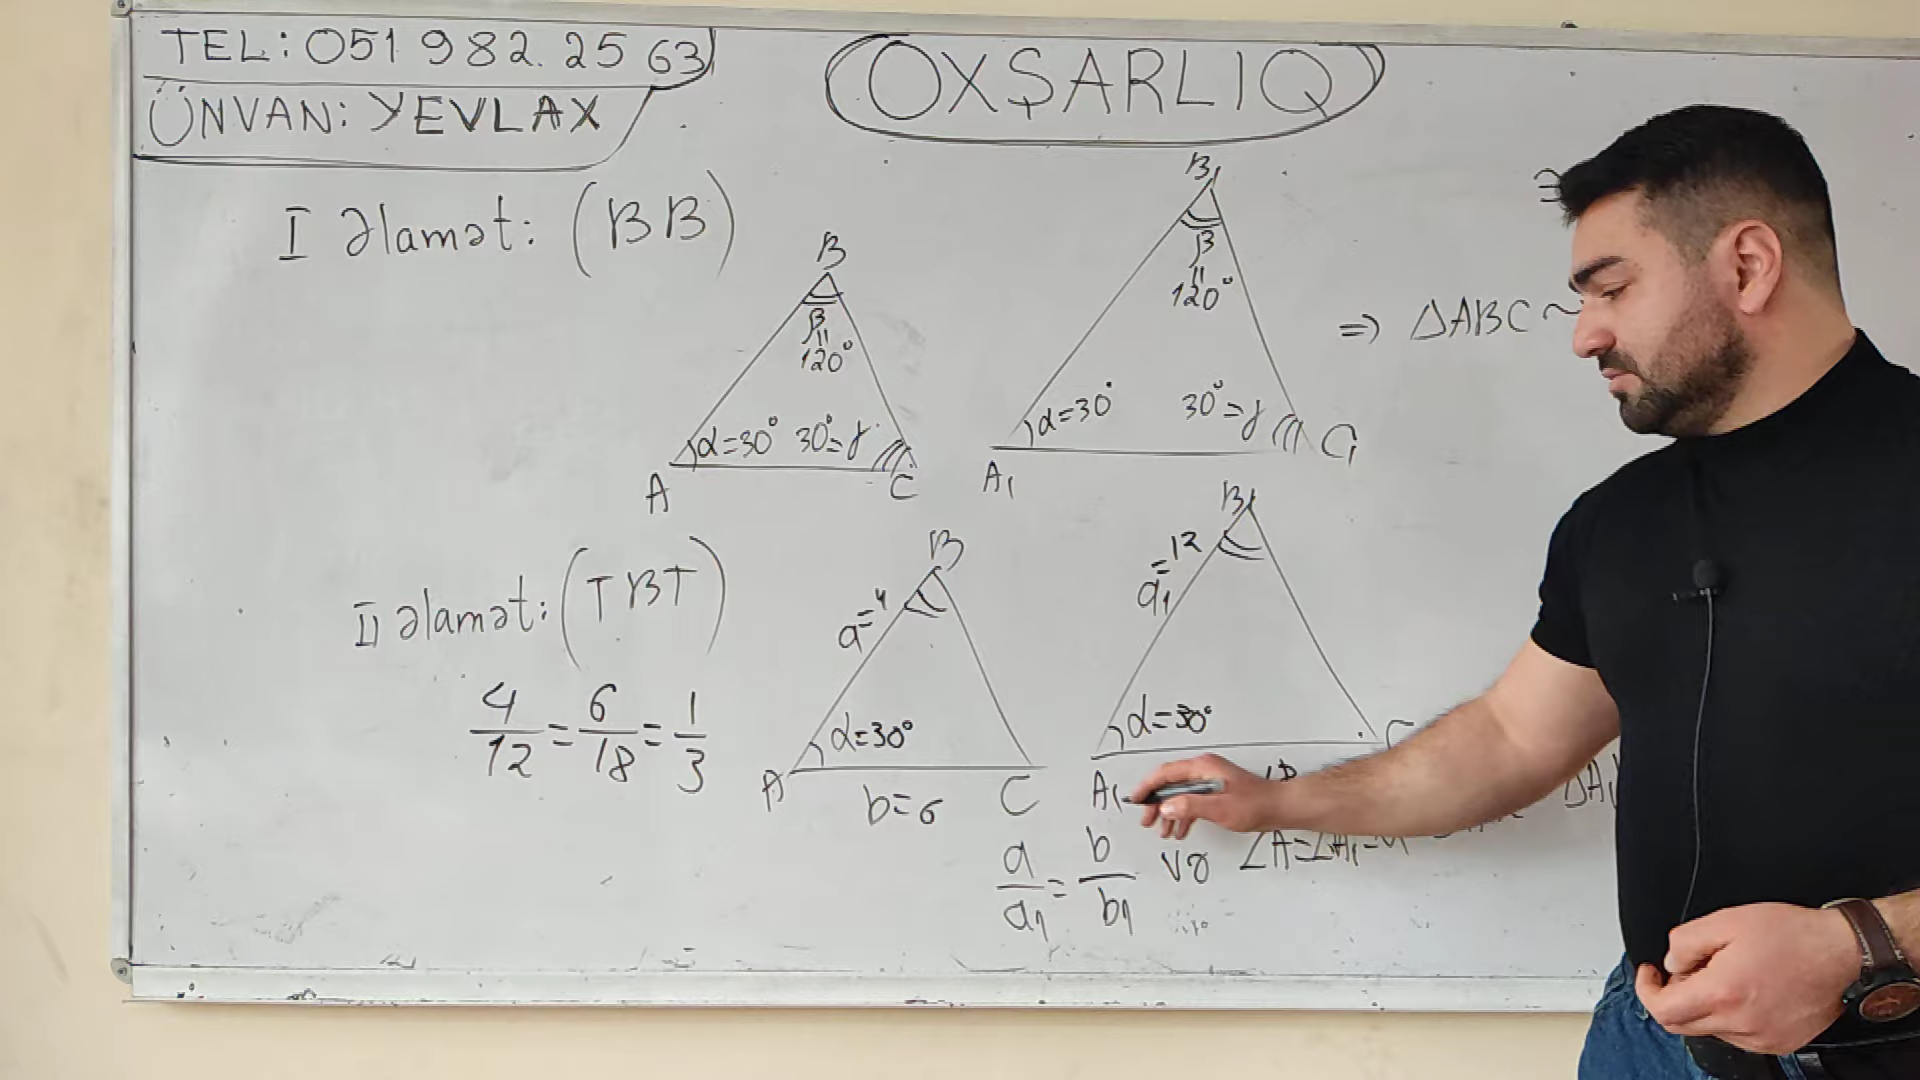 TEL: 051 982. 25 63
ÜNVAN: YEVLAX
OXŞARLIQ
I Əlamət: (BB)
B
β
=
120°
α=30° 30°=γ
A C
B₁
β
=
120°
α=30° 30°=γ
A₁ C₁
⇒ ΔABC ~
II əlamət: (TBT)
4/12 = 6/18 = 1/3
B
a=4
α=30°
A C
b=6
B₁
a₁=12
α=30°
A₁
a/a₁ = b/b₁ və ∠A=∠A₁=α
ΔA₁